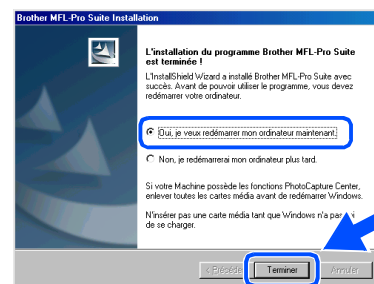 Brother MFL-Pro Suite Installation
L'installation du programme Brother MFL-Pro Suite
est terminée !
L'InstallShield Wizard a installé Brother MFL-Pro Suite avec
succès. Avant de pouvoir utiliser le programme, vous devez
redémarrer votre ordinateur.
Oui, je veux redémarrer mon ordinateur maintenant.
Non, je redémarrerai mon ordinateur plus tard.
Si votre Machine possède les fonctions PhotoCapture Center,
enlever toutes les cartes média avant de redémarrer Windows.
N'insérer pas une carte média tant que Windows n'a pas
de se charger.
Terminer
Annuler